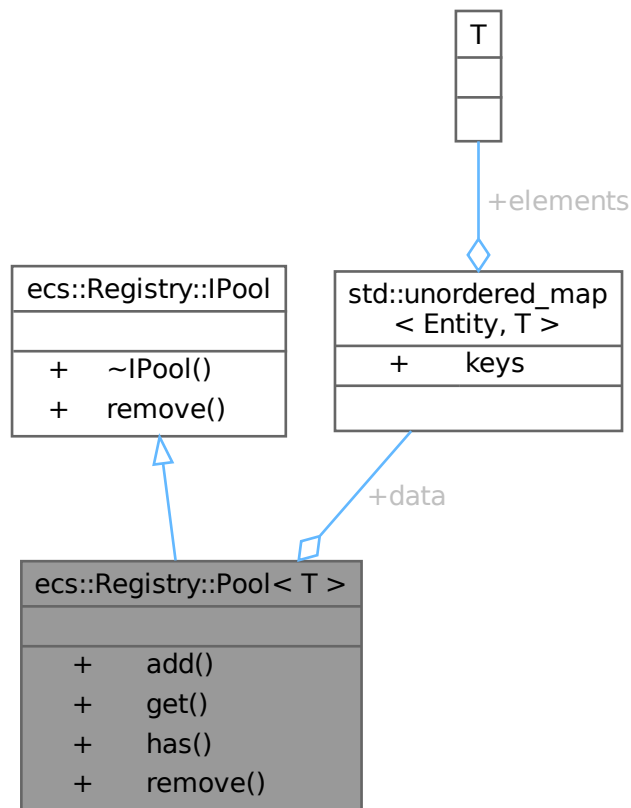 T
+elements
ecs::Registry::IPool
+ ~IPool()
+ remove()
std::unordered_map
< Entity, T >
+ keys
+data
ecs::Registry::Pool< T >
+ add()
+ get()
+ has()
+ remove()